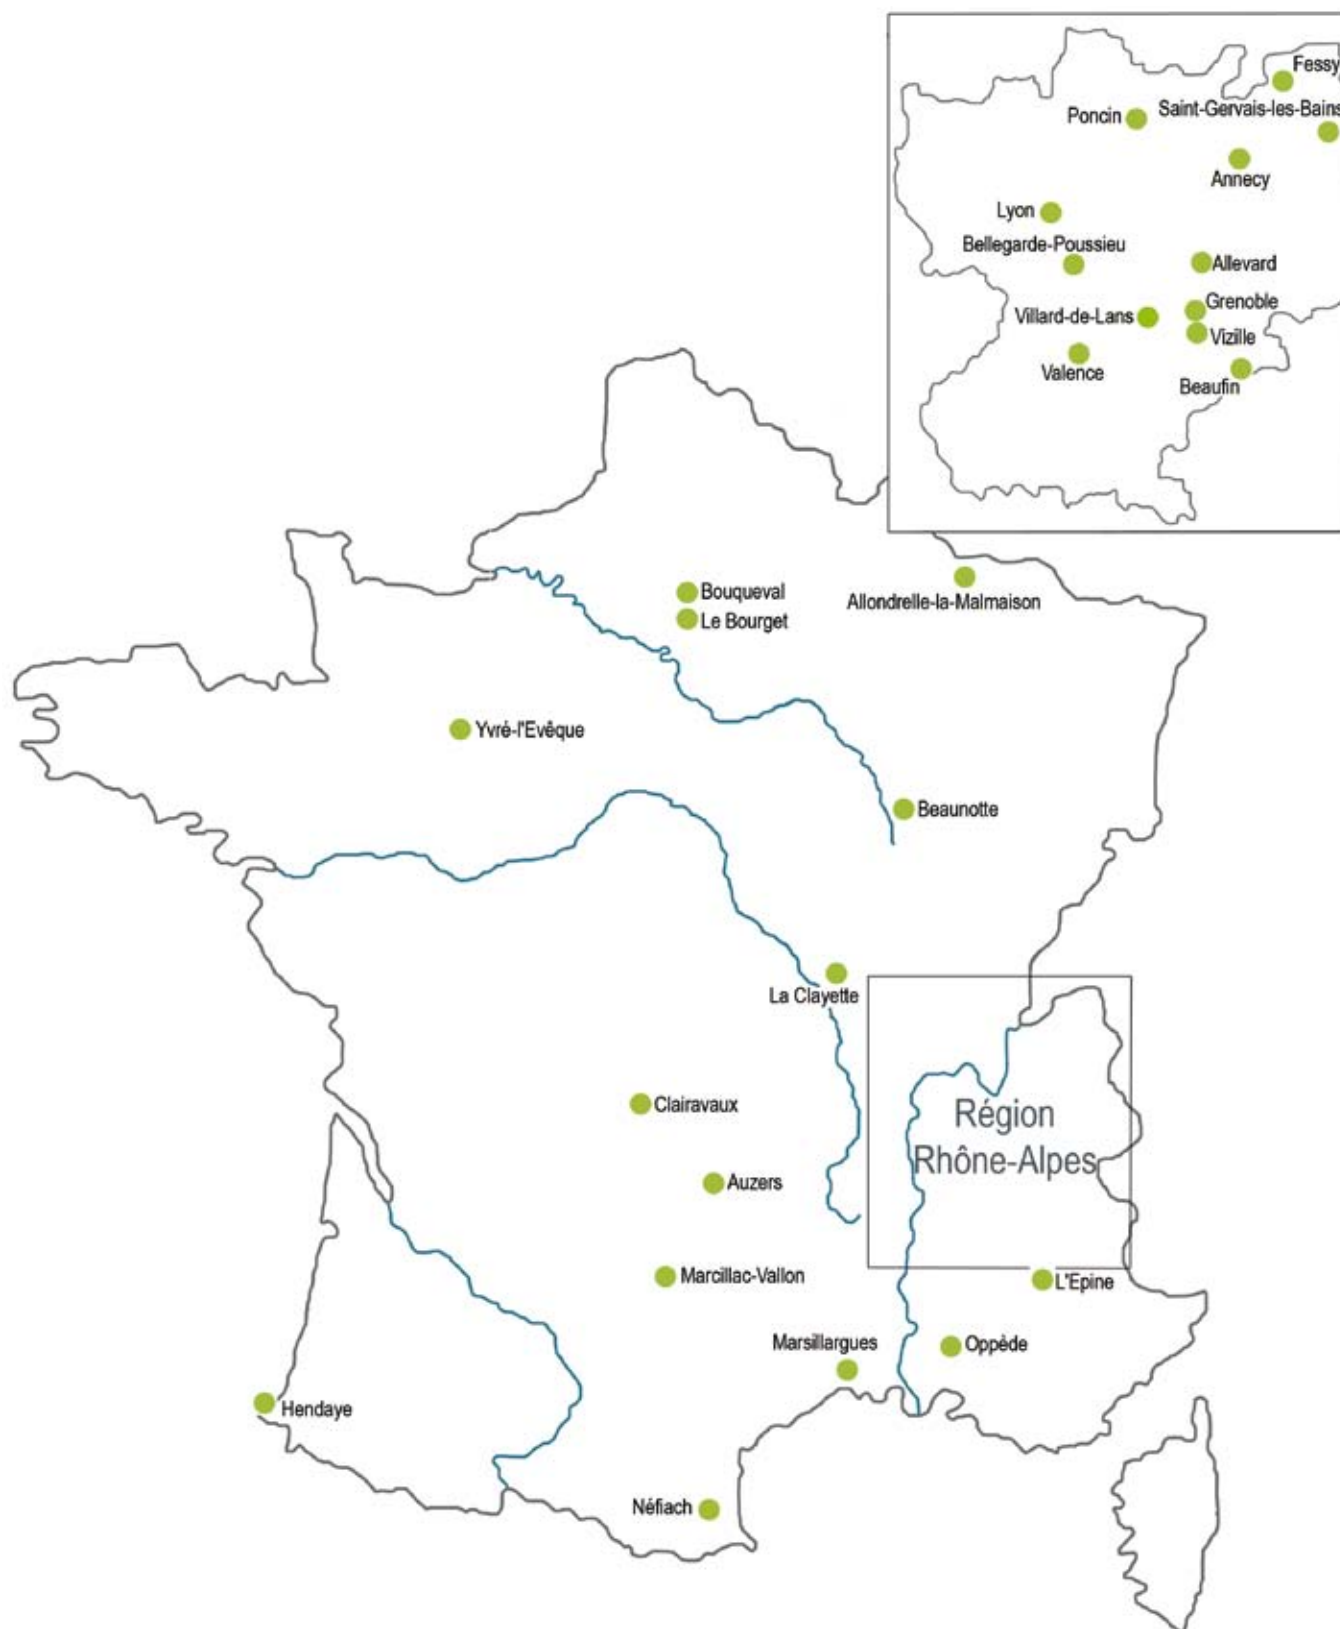 Fessy
Poncin
Saint-Gervais-les-Bains
Annecy
Lyon
Bellegarde-Poussieu
Allevard
Grenoble
Villard-de-Lans
Vizille
Valence
Beaufin
Bouqueval
Allondrelle-la-Malmaison
Le Bourget
Yvré-l'Evêque
Beaunotte
La Clayette
Clairavaux
Région
Rhône-Alpes
Auzers
Marcillac-Vallon
L'Epine
Marsillargues
Oppède
Hendaye
Néfiach